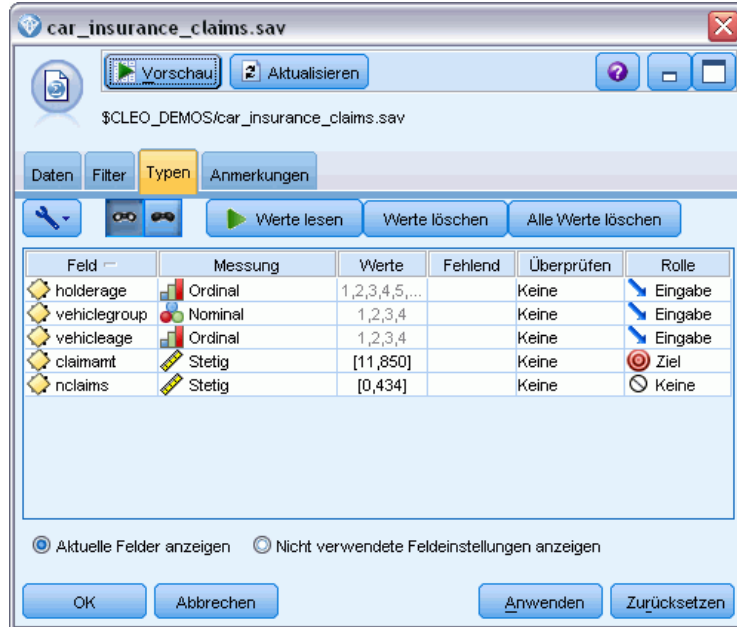 car_insurance_claims.sav
Vorschau Aktualisieren
$CLEO_DEMOS/car_insurance_claims.sav
Daten Filter Typen Anmerkungen
Werte lesen Werte löschen Alle Werte löschen
Feld Messung Werte Fehlend Überprüfen Rolle
holderage Ordinal 1,2,3,4,5,... Keine Eingabe
vehiclegroup Nominal 1,2,3,4 Keine Eingabe
vehicleage Ordinal 1,2,3,4 Keine Eingabe
claimamt Stetig [11,850] Keine Ziel
nclaims Stetig [0,434] Keine Keine
Aktuelle Felder anzeigen Nicht verwendete Feldeinstellungen anzeigen
OK Abbrechen Anwenden Zurücksetzen